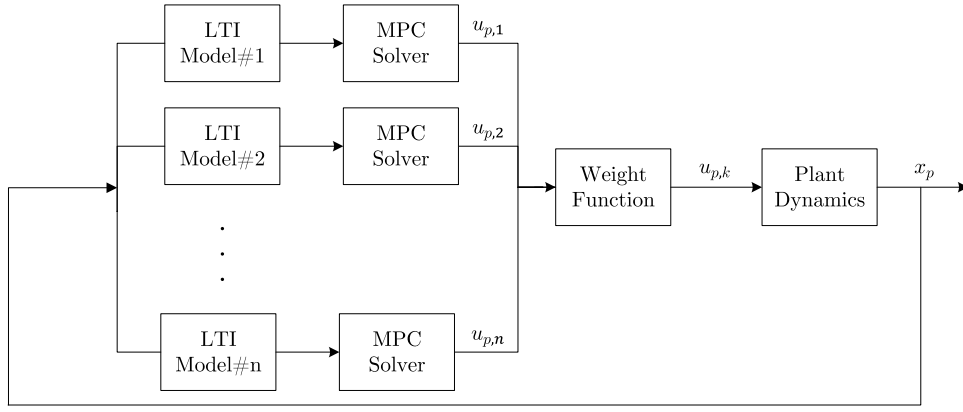 LTI
Model#1
MPC
Solver
u_{p,1}
LTI
Model#2
MPC
Solver
u_{p,2}
Weight
Function
u_{p,k}
Plant
Dynamics
x_p
LTI
Model#n
MPC
Solver
u_{p,n}